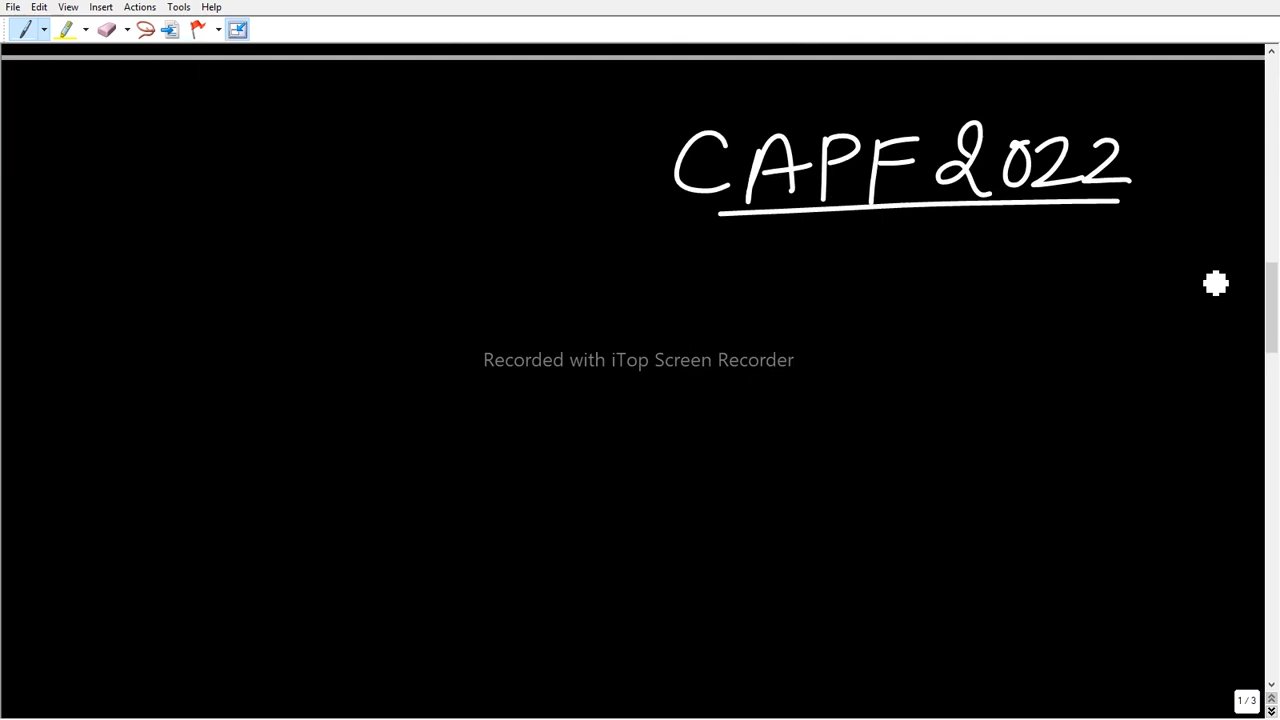 File Edit View Insert Actions Tools Help
CAPF 2022
Recorded with iTop Screen Recorder
1 / 3